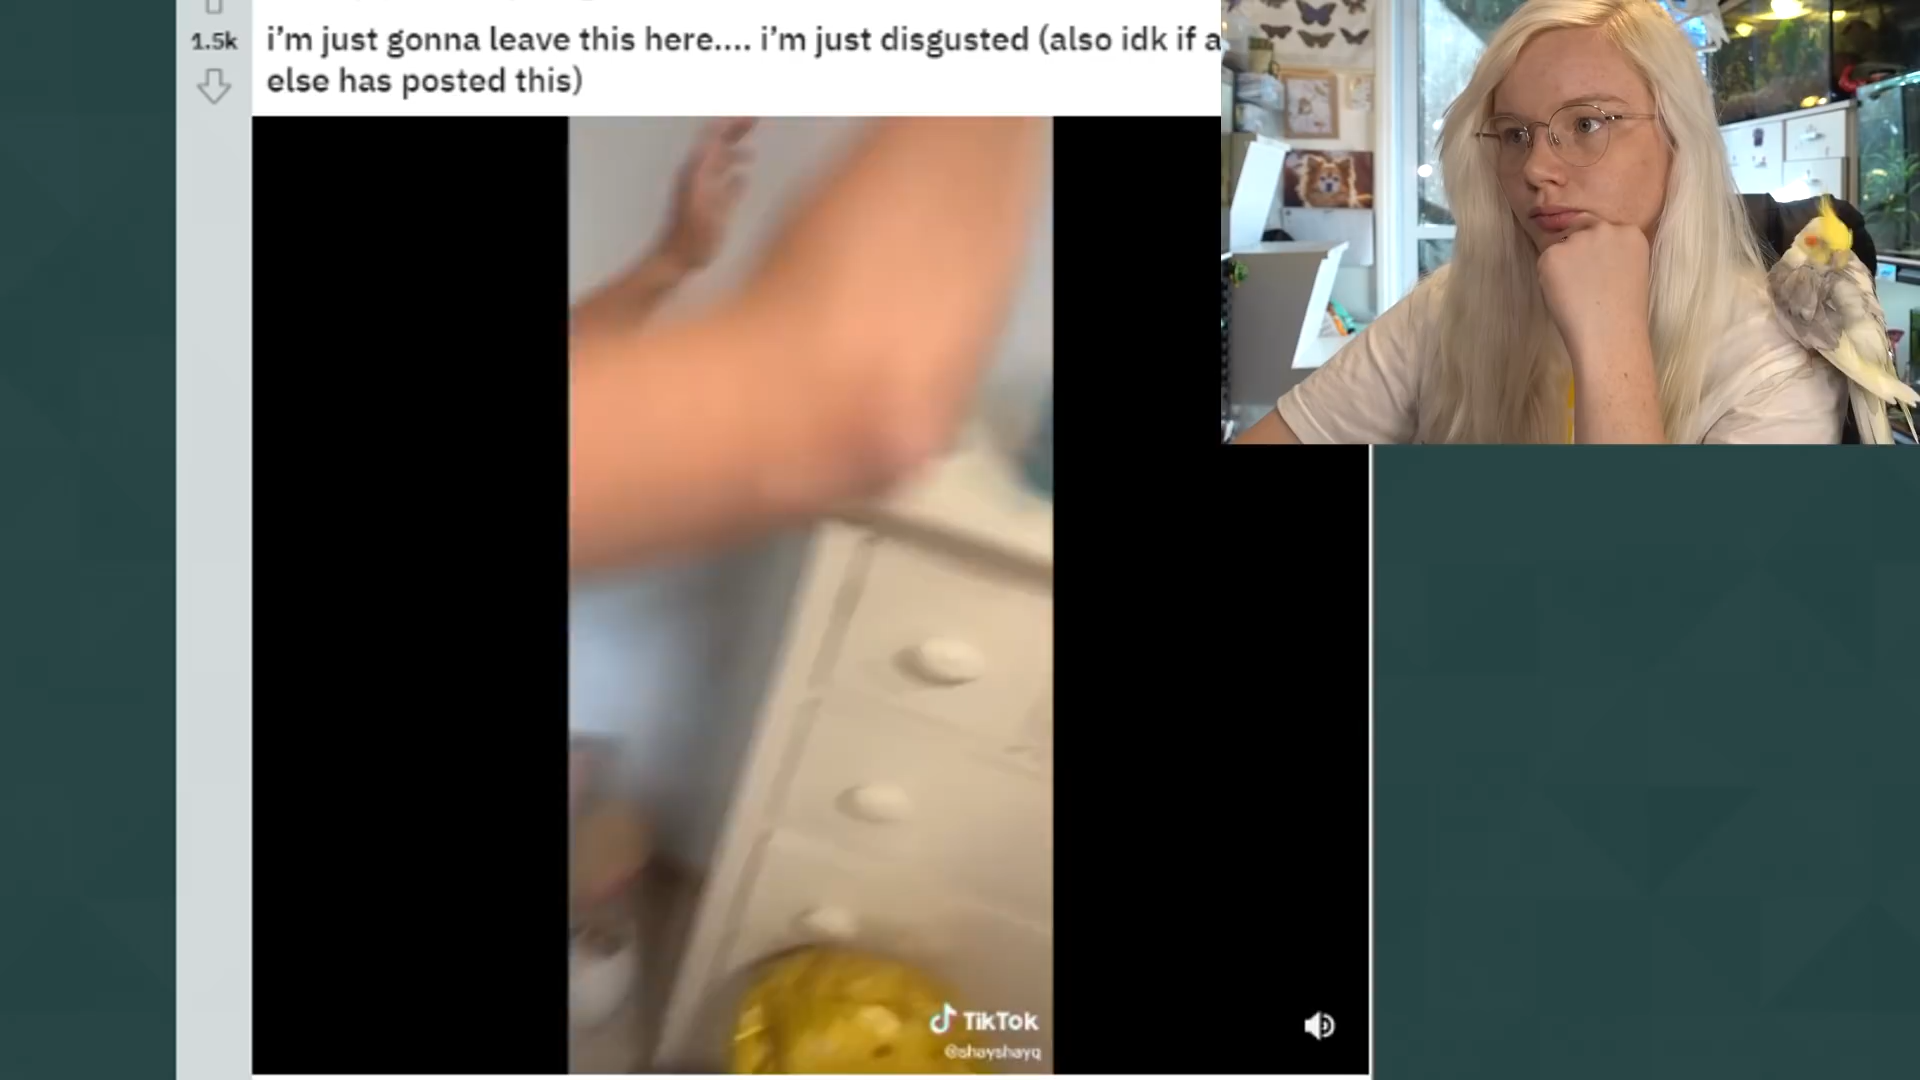 1.5k
i'm just gonna leave this here.... i'm just disgusted (also idk if a
else has posted this)
TikTok
@shayshayq